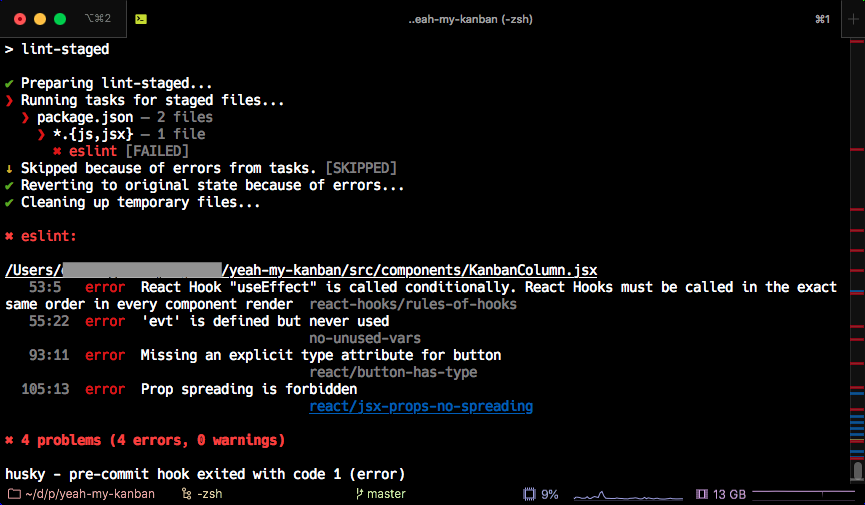 ⌥⌘2 ..eah-my-kanban (-zsh) ⌘1 +
> lint-staged
✔ Preparing lint-staged...
❯ Running tasks for staged files...
❯ package.json — 2 files
❯ *.{js,jsx} — 1 file
✖ eslint [FAILED]
↓ Skipped because of errors from tasks. [SKIPPED]
✔ Reverting to original state because of errors...
✔ Cleaning up temporary files...
✖ eslint:
/Users/ /yeah-my-kanban/src/components/KanbanColumn.jsx
53:5 error React Hook "useEffect" is called conditionally. React Hooks must be called in the exact
same order in every component render react-hooks/rules-of-hooks
55:22 error 'evt' is defined but never used
no-unused-vars
93:11 error Missing an explicit type attribute for button
react/button-has-type
105:13 error Prop spreading is forbidden
react/jsx-props-no-spreading
✖ 4 problems (4 errors, 0 warnings)
husky - pre-commit hook exited with code 1 (error)
~/d/p/yeah-my-kanban -zsh master 9% 13 GB